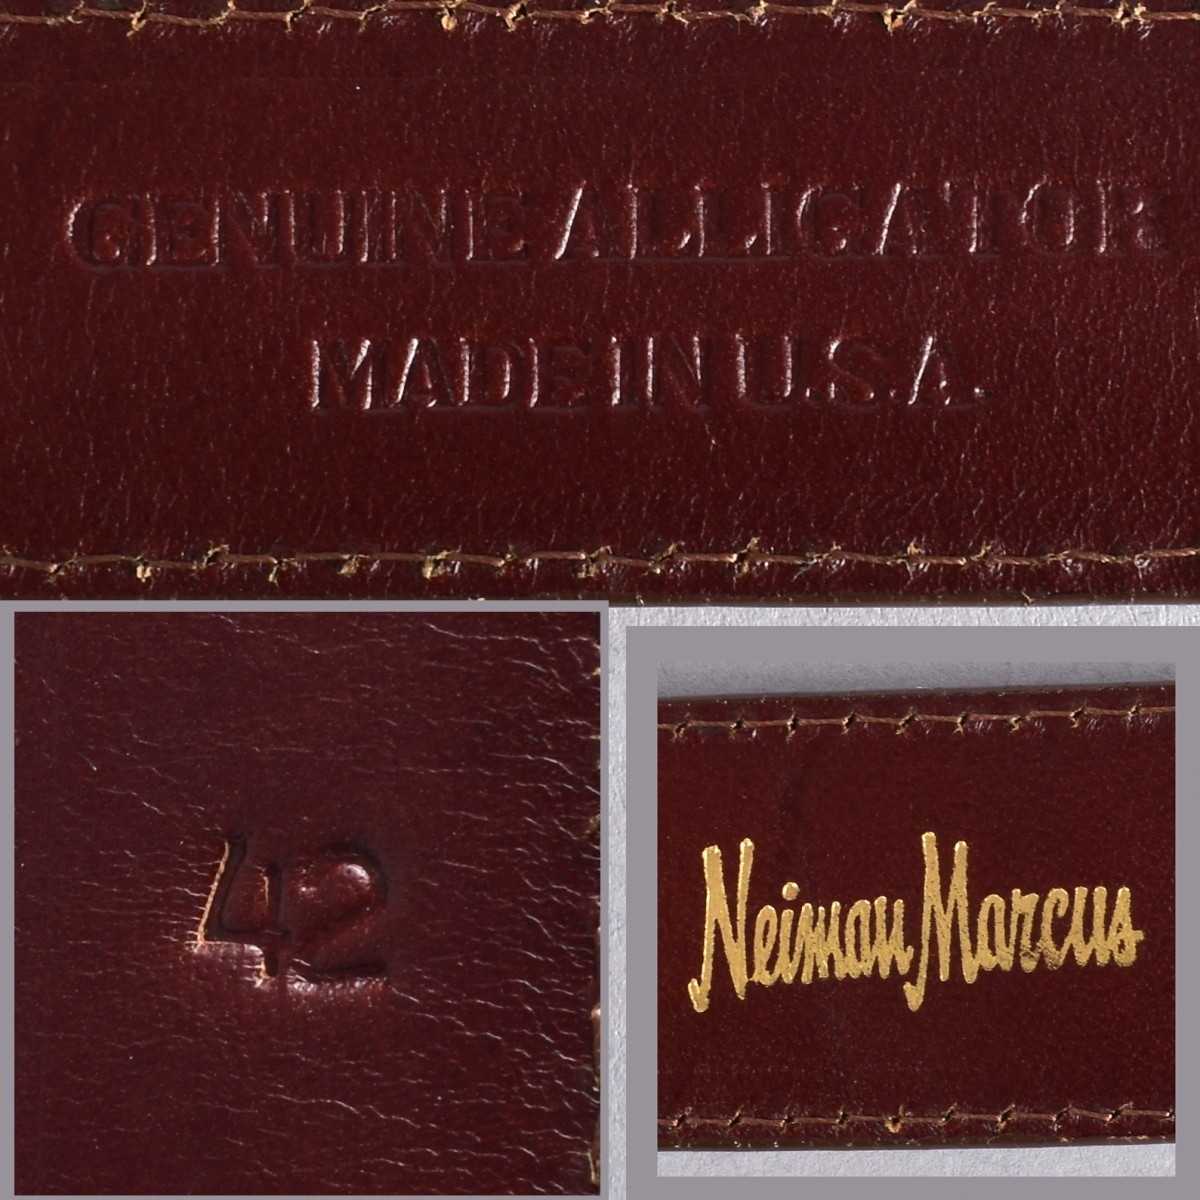 GENUINE ALLIGATOR
MADE IN U.S.A.
42
Neiman Marcus